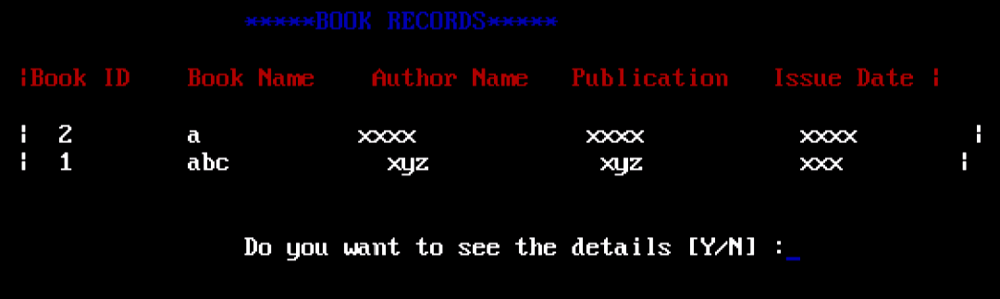 *****BOOK RECORDS*****
|Book ID Book Name Author Name Publication Issue Date |
| 2 a xxxx xxxx xxxx |
| 1 abc xyz xyz xxx |
Do you want to see the details [Y/N] :_